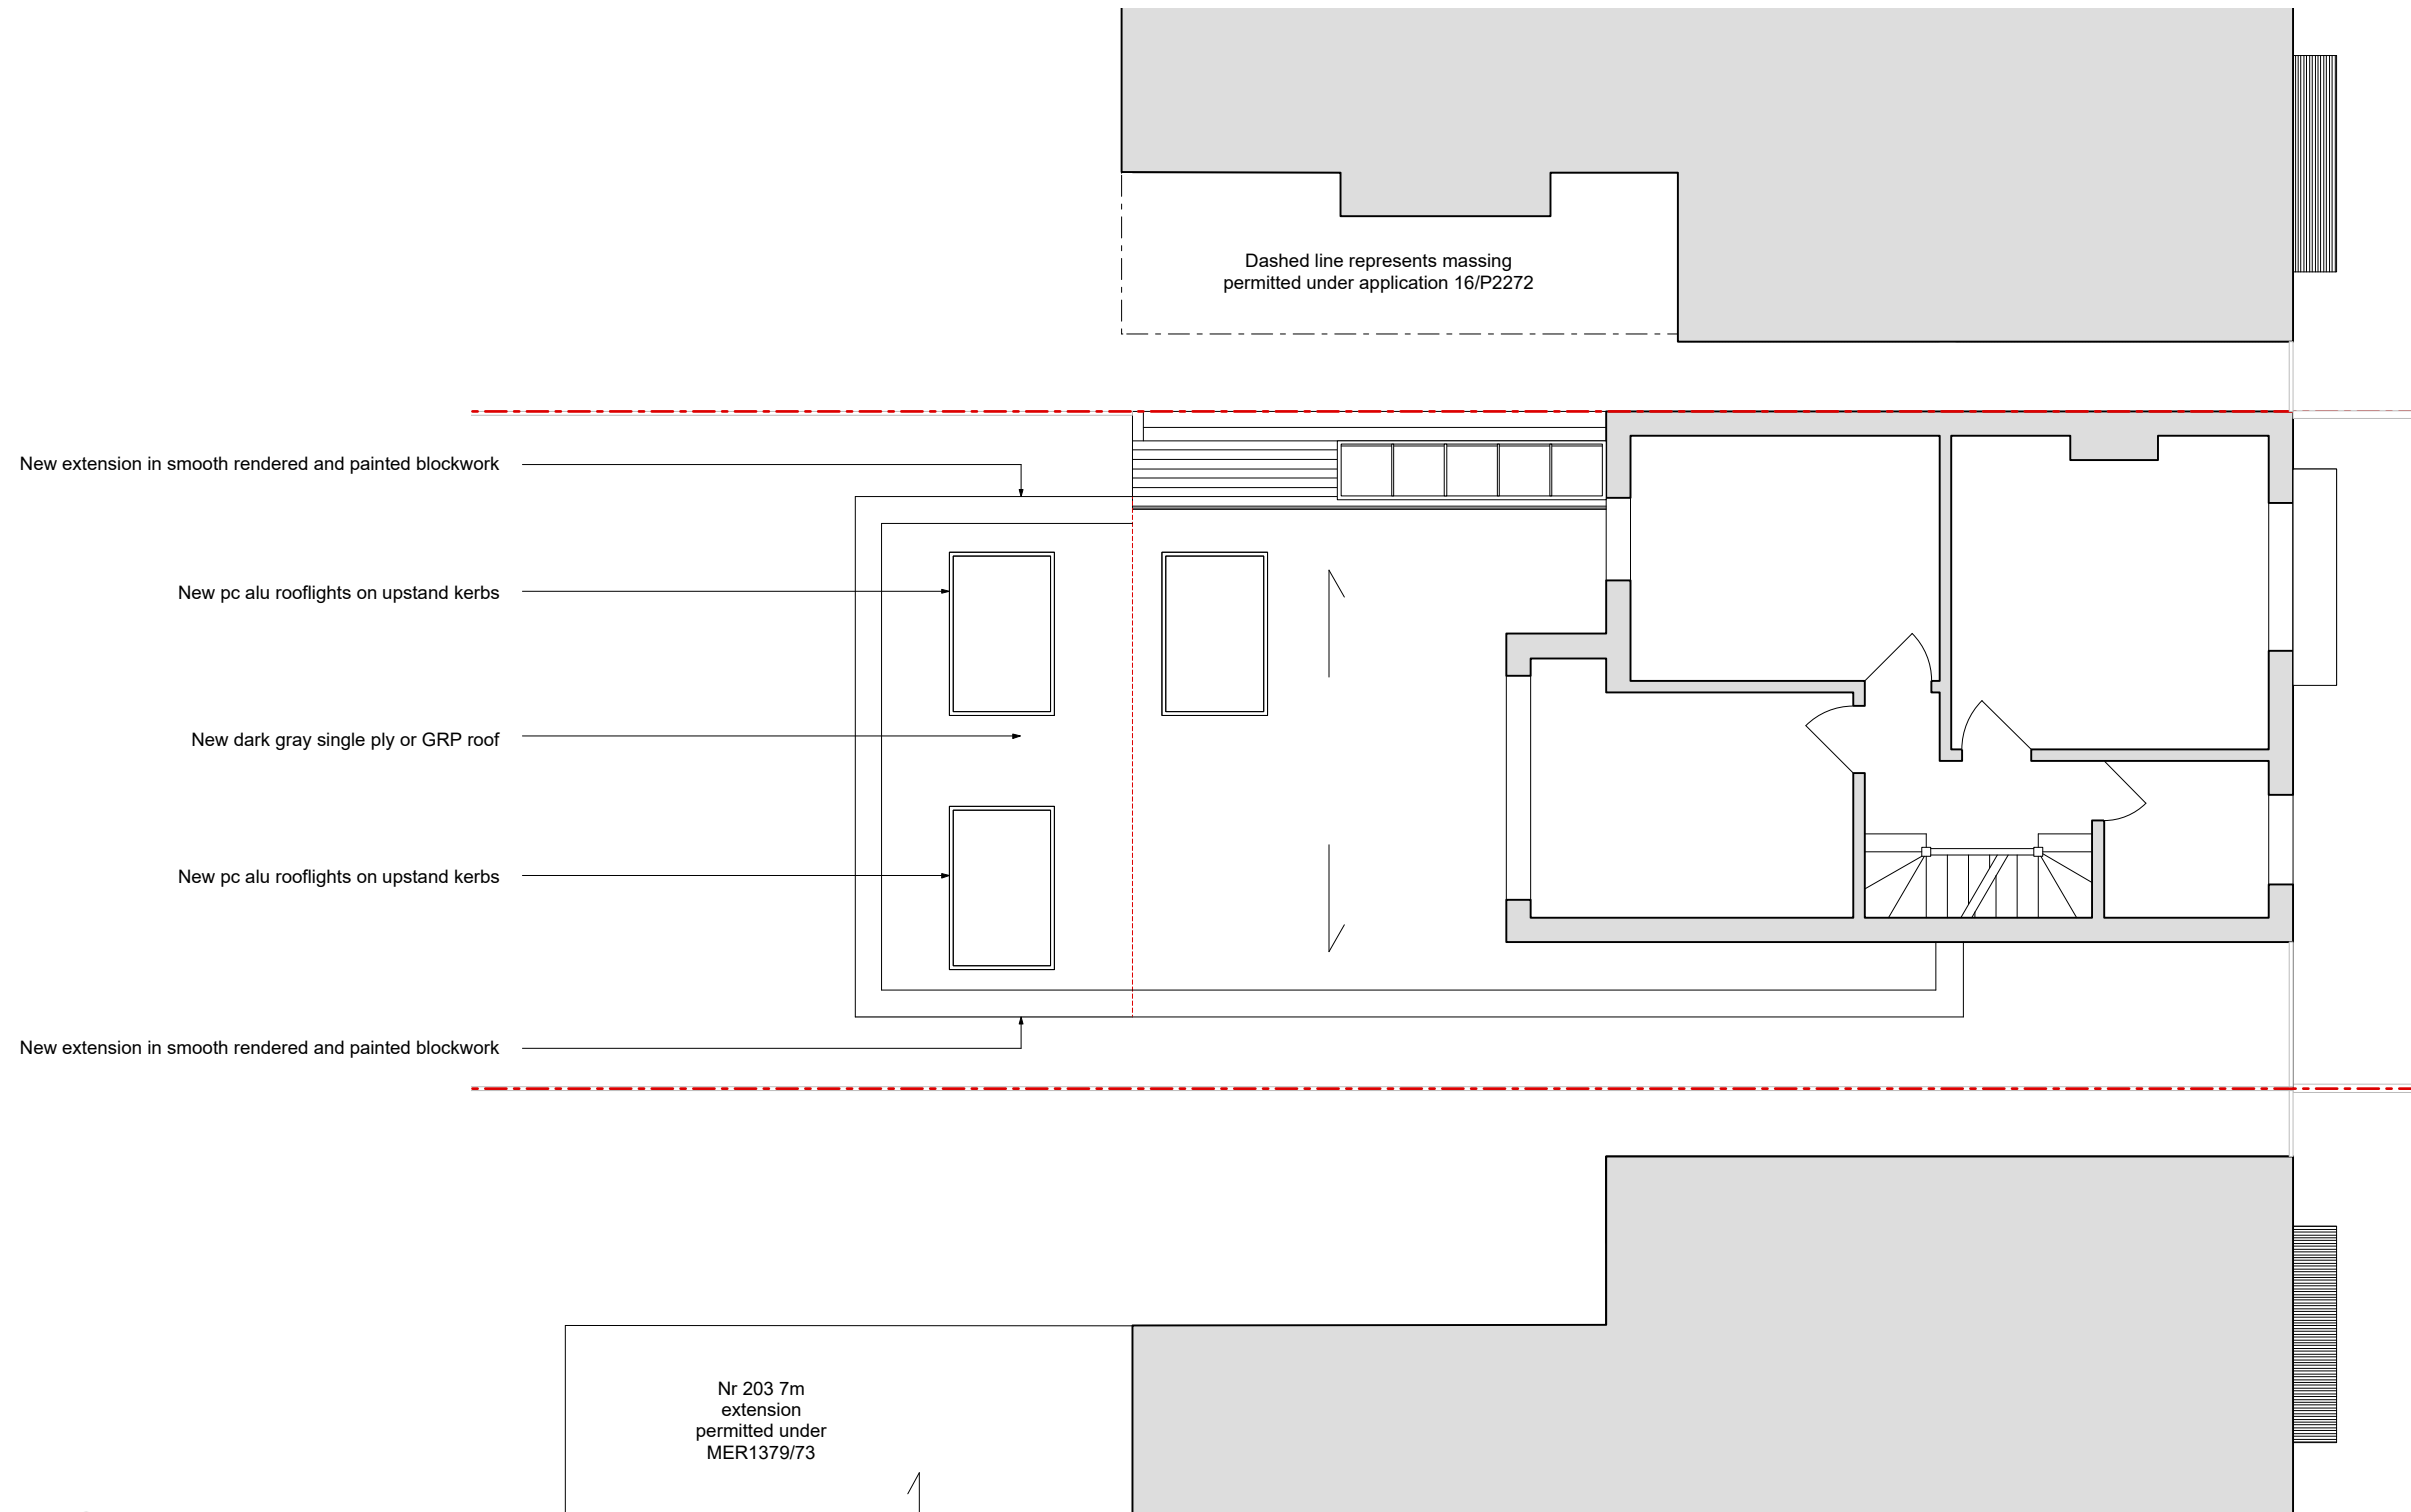 Dashed line represents massing
permitted under application 16/P2272
New extension in smooth rendered and painted blockwork
New pc alu rooflights on upstand kerbs
New dark gray single ply or GRP roof
New pc alu rooflights on upstand kerbs
New extension in smooth rendered and painted blockwork
Nr 203 7m
extension
permitted under
MER1379/73